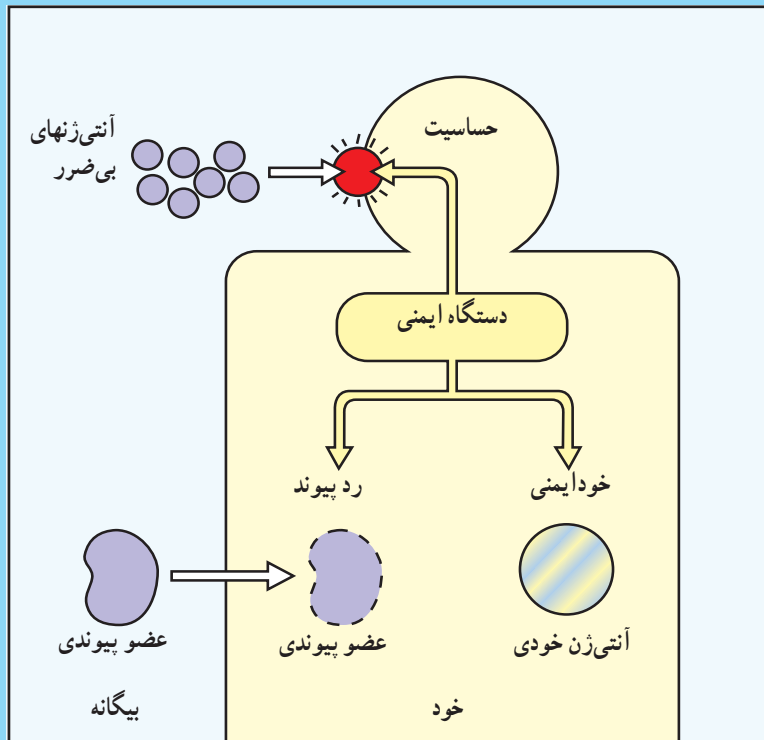 حساسیت
آنتی‌ژنهای
بی‌ضرر
دستگاه ایمنی
خودایمنی
رد پیوند
آنتی‌ژن خودی
عضو پیوندی
عضو پیوندی
خود
بیگانه